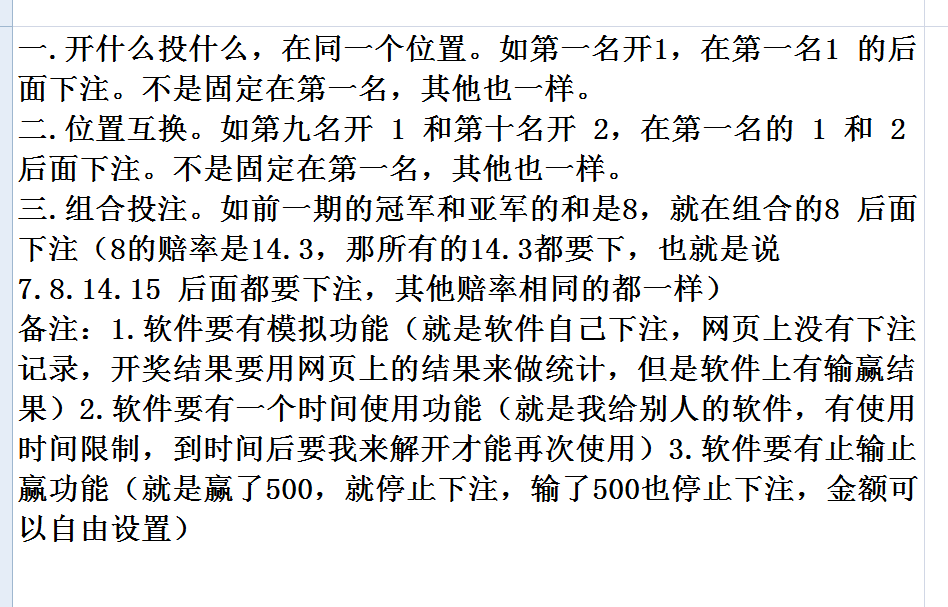 一.开什么投什么，在同一个位置。如第一名开1，在第一名1 的后
面下注。不是固定在第一名，其他也一样。
二.位置互换。如第九名开 1 和第十名开 2，在第一名的 1 和 2
后面下注。不是固定在第一名，其他也一样。
三.组合投注。如前一期的冠军和亚军的和是8，就在组合的8 后面
下注（8的赔率是14.3，那所有的14.3都要下，也就是说
7.8.14.15 后面都要下注，其他赔率相同的都一样）
备注：1.软件要有模拟功能（就是软件自己下注，网页上没有下注
记录，开奖结果要用网页上的结果来做统计，但是软件上有输赢结
果）2.软件要有一个时间使用功能（就是我给别人的软件，有使用
时间限制，到时间后要我来解开才能再次使用）3.软件要有止输止
赢功能（就是赢了500，就停止下注，输了500也停止下注，金额可
以自由设置）